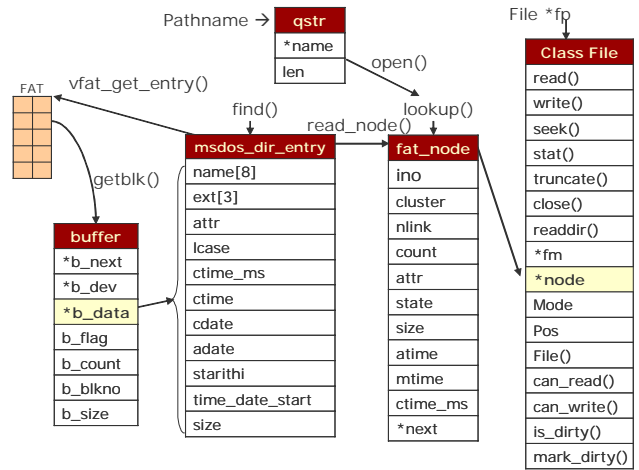 Pathname →
qstr
*name
len
File *fp
open()
lookup()
FAT
vfat_get_entry()
find()
read_node()
getblk()
buffer
*b_next
*b_dev
*b_data
b_flag
b_count
b_blkno
b_size
msdos_dir_entry
name[8]
ext[3]
attr
lcase
ctime_ms
ctime
cdate
adate
starithi
time_date_start
size
fat_node
ino
cluster
nlink
count
attr
state
size
atime
mtime
ctime_ms
*next
Class File
read()
write()
seek()
stat()
truncate()
close()
readdir()
*fm
*node
Mode
Pos
File()
can_read()
can_write()
is_dirty()
mark_dirty()